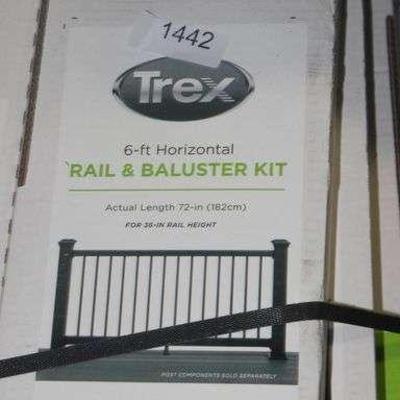 1442
Trex
6-ft Horizontal
RAIL & BALUSTER KIT
Actual Length 72-in (182cm)
FOR 36-IN RAIL HEIGHT
POST COMPONENTS SOLD SEPARATELY